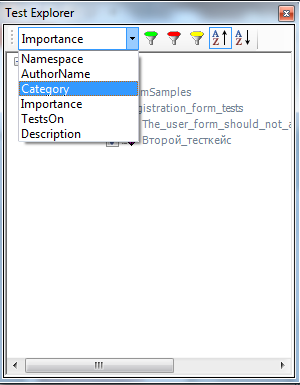 Test Explorer
Importance
Namespace
AuthorName
Category
Importance
TestsOn
Description
mSamples
gistration_form_tests
The_user_form_should_not_a
Второй_тесткейс